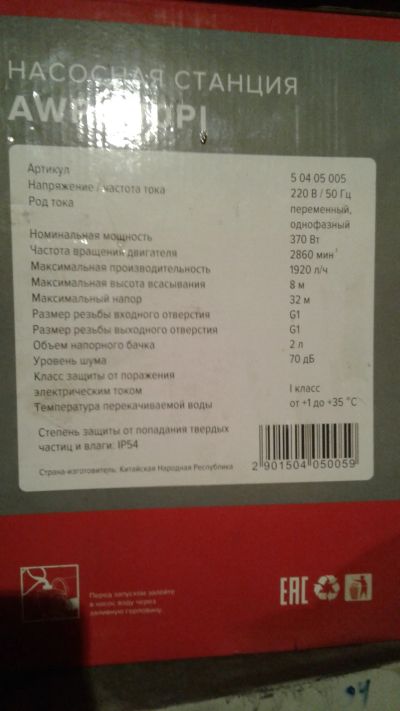 НАСОСНАЯ СТАНЦИЯ
Артикул 5 04 05 005
Напряжение / частота тока 220 В / 50 Гц
Род тока переменный,
однофазный
Номинальная мощность 370 Вт
Частота вращения двигателя 2860 мин⁻¹
Максимальная производительность 1920 л/ч
Максимальная высота всасывания 8 м
Максимальный напор 32 м
Размер резьбы входного отверстия G1
Размер резьбы выходного отверстия G1
Объем напорного бачка 2 л
Уровень шума 70 дБ
Класс защиты от поражения
электрическим током I класс
Температура перекачиваемой воды от +1 до +35 °С
Степень защиты от попадания твердых
частиц и влаги: IP54
Страна-изготовитель: Китайская Народная Республика
2 901504 050059
Перед запуском залейте
в насос воду через
заливную горловину
EAC